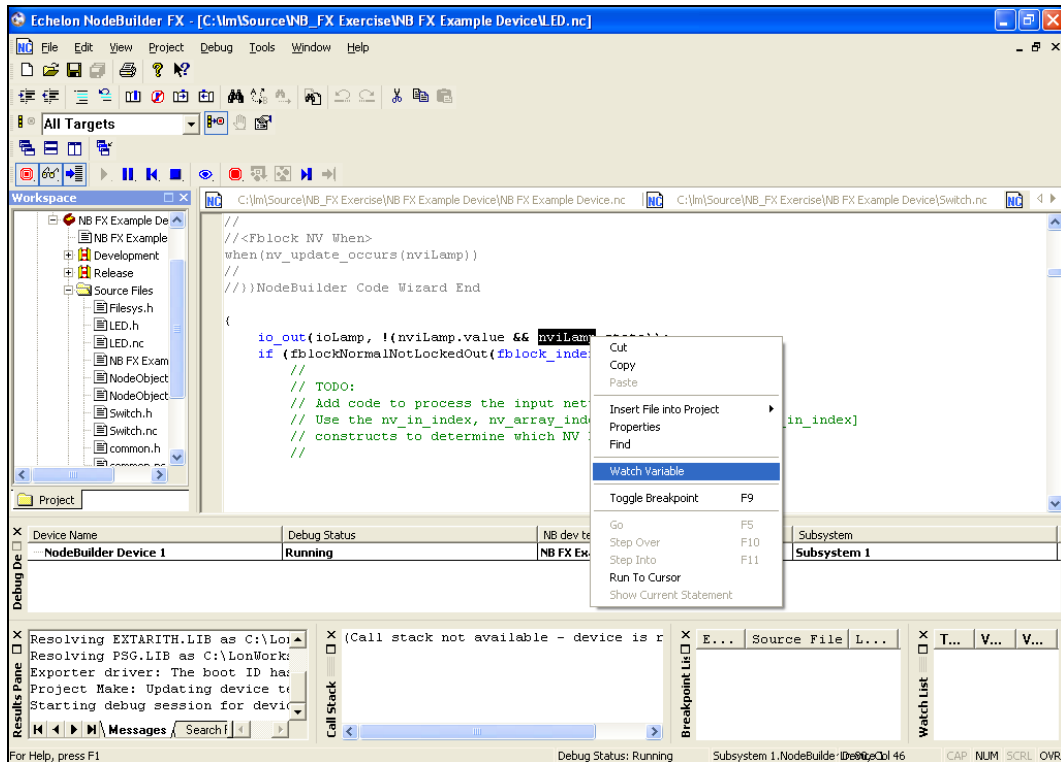 Echelon NodeBuilder FX - [C:\lm\Source\NB_FX Exercise\NB FX Example Device\LED.nc]
File Edit View Project Debug Tools Window Help
All Targets
Workspace
C:\lm\Source\NB_FX Exercise\NB FX Example Device\NB FX Example Device.nc
C:\lm\Source\NB_FX Exercise\NB FX Example Device\Switch.nc
NB FX Example De
NB FX Example
Development
Release
Source Files
Filesys.h
LED.h
LED.nc
NB FX Exam
NodeObject
NodeObject
Switch.h
Switch.nc
common.h
Project
//
//<Fblock NV When>
when(nv_update_occurs(nviLamp))
//
//))NodeBuilder Code Wizard End
{
io_out(ioLamp, !(nviLamp.value && nviLamp.state));
if (fblockNormalNotLockedOut(fblock_inde
//
// TODO:
// Add code to process the input net
// Use the nv_in_index, nv_array_ind in_index]
// constructs to determine which NV
//
Cut
Copy
Paste
Insert File into Project
Properties
Find
Watch Variable
Toggle Breakpoint F9
Go F5
Step Over F10
Step Into F11
Run To Cursor
Show Current Statement
Debug De
Device Name Debug Status NB dev te Subsystem
NodeBuilder Device 1 Running NB FX Ex Subsystem 1
Results Pane
Resolving EXTARITH.LIB as C:\Lo
Resolving PSG.LIB as C:\LonWorks
Exporter driver: The boot ID has
Project Make: Updating device te
Starting debug session for devic
Messages Search F
Call Stack
(Call stack not available - device is r
Breakpoint Lis
E... Source File L...
Watch List
T... V... V...
For Help, press F1 Debug Status: Running Subsystem 1.NodeBuilde Col 46 CAP NUM SCRL OVR